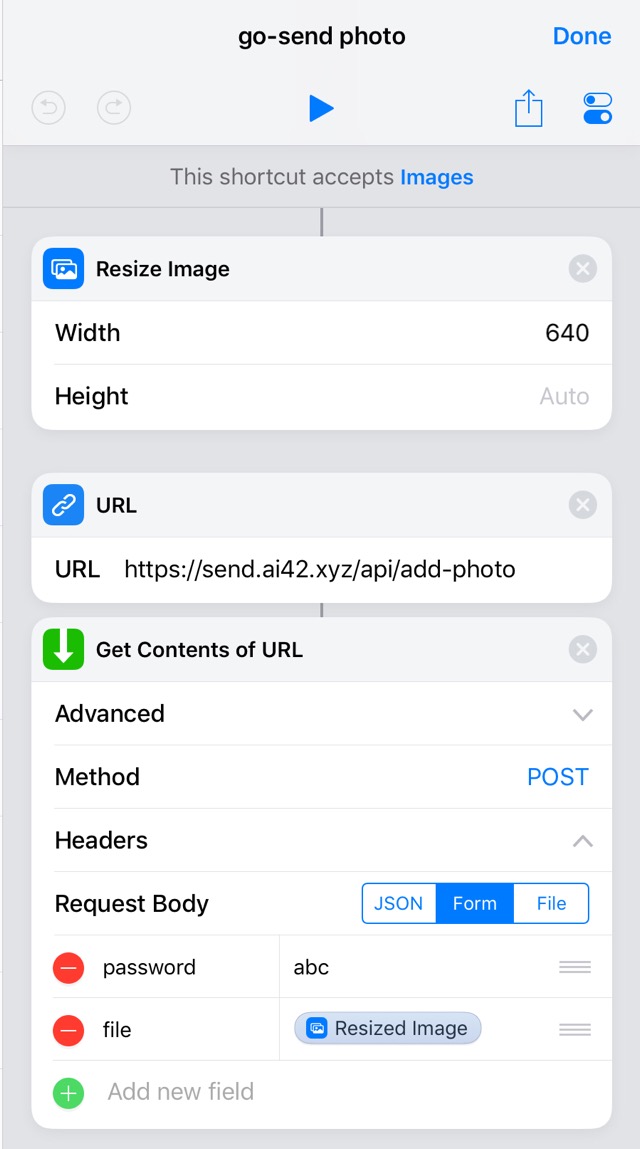 go-send photo Done
This shortcut accepts Images
Resize Image
Width 640
Height Auto
URL
URL https://send.ai42.xyz/api/add-photo
Get Contents of URL
Advanced
Method POST
Headers
Request Body JSON Form File
password abc
file Resized Image
Add new field